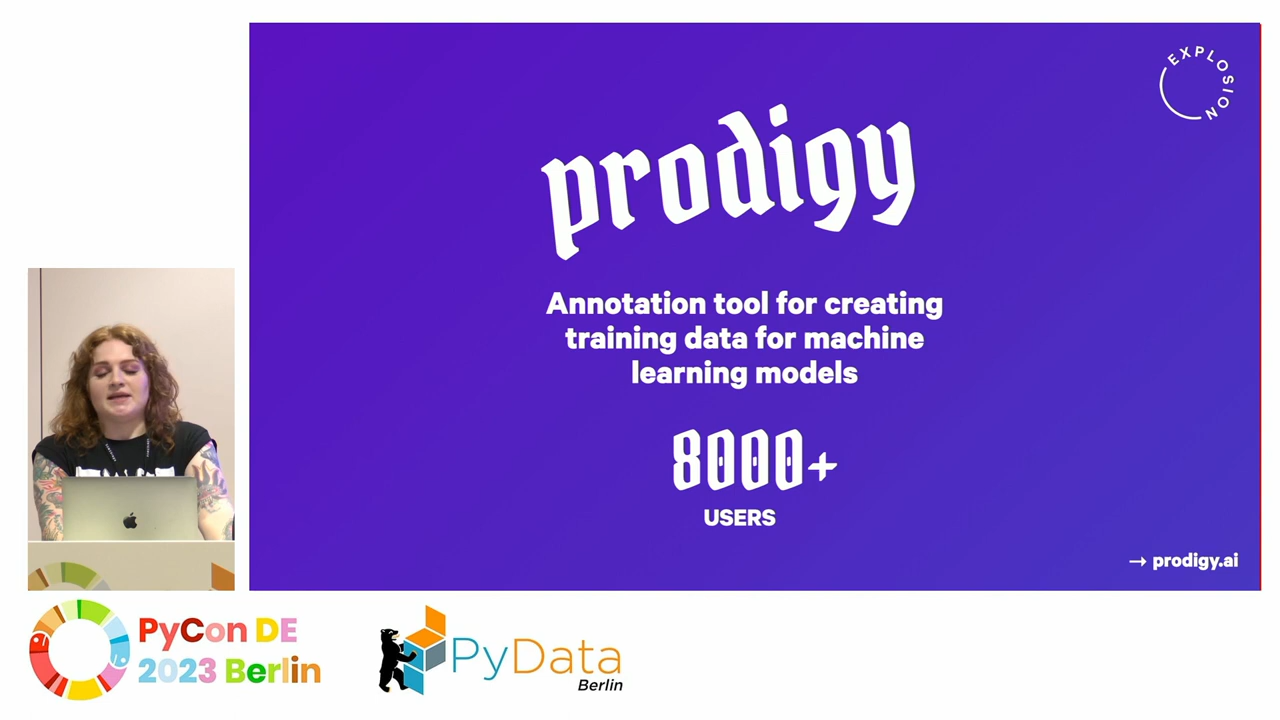 EXPLOSION
prodigy
Annotation tool for creating
training data for machine
learning models
8000+
USERS
→ prodigy.ai
PyCon DE
2023 Berlin
PyData
Berlin